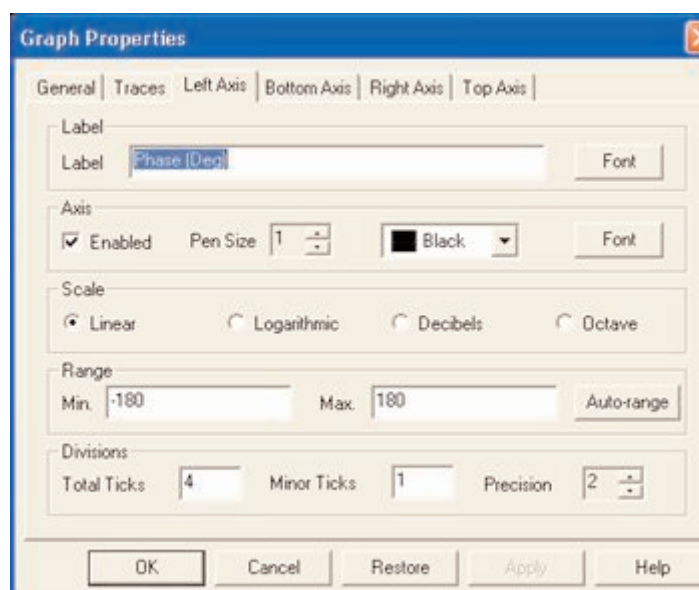 Graph Properties
General Traces Left Axis Bottom Axis Right Axis Top Axis
Label
Label Phase (Deg) Font
Axis
Enabled Pen Size 1 Black Font
Scale
Linear Logarithmic Decibels Octave
Range
Min. -180 Max. 180 Auto-range
Divisions
Total Ticks 4 Minor Ticks 1 Precision 2
OK Cancel Restore Apply Help